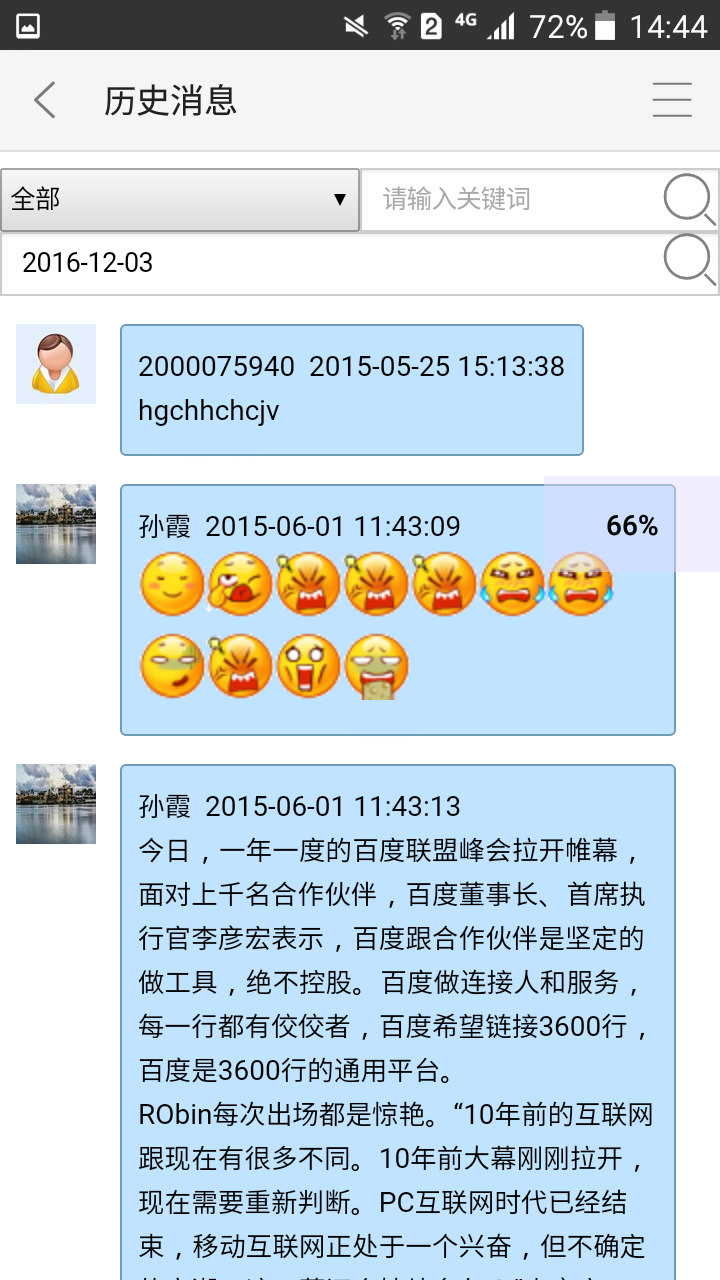 2 4G 72% 14:44
历史消息
全部 ▼ 请输入关键词
2016-12-03
2000075940 2015-05-25 15:13:38
hgchhchcjv
孙霞 2015-06-01 11:43:09 66%
孙霞 2015-06-01 11:43:13
今日，一年一度的百度联盟峰会拉开帷幕，
面对上千名合作伙伴，百度董事长、首席执
行官李彦宏表示，百度跟合作伙伴是坚定的
做工具，绝不控股。百度做连接人和服务，
每一行都有佼佼者，百度希望链接3600行，
百度是3600行的通用平台。
RObin每次出场都是惊艳。“10年前的互联网
跟现在有很多不同。10年前大幕刚刚拉开，
现在需要重新判断。PC互联网时代已经结
束，移动互联网正处于一个兴奋，但不确定